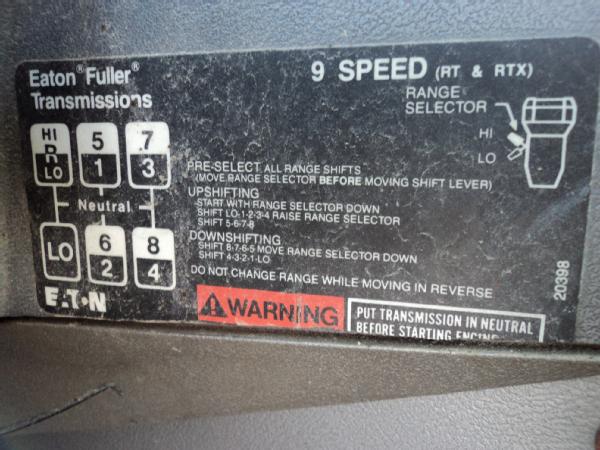 Eaton® Fuller®
Transmissions
9 SPEED (RT & RTX)
RANGE
SELECTOR
HI
LO
HI
R
LO
5
1
7
3
Neutral
LO
6
2
8
4
PRE-SELECT ALL RANGE SHIFTS
(MOVE RANGE SELECTOR BEFORE MOVING SHIFT LEVER)
UPSHIFTING
START WITH RANGE SELECTOR DOWN
SHIFT LO-1-2-3-4 RAISE RANGE SELECTOR
SHIFT 5-6-7-8
DOWNSHIFTING
SHIFT 8-7-6-5 MOVE RANGE SELECTOR DOWN
SHIFT 4-3-2-1-LO
DO NOT CHANGE RANGE WHILE MOVING IN REVERSE
20398
EATON
WARNING
PUT TRANSMISSION IN NEUTRAL
BEFORE STARTING ENGINE